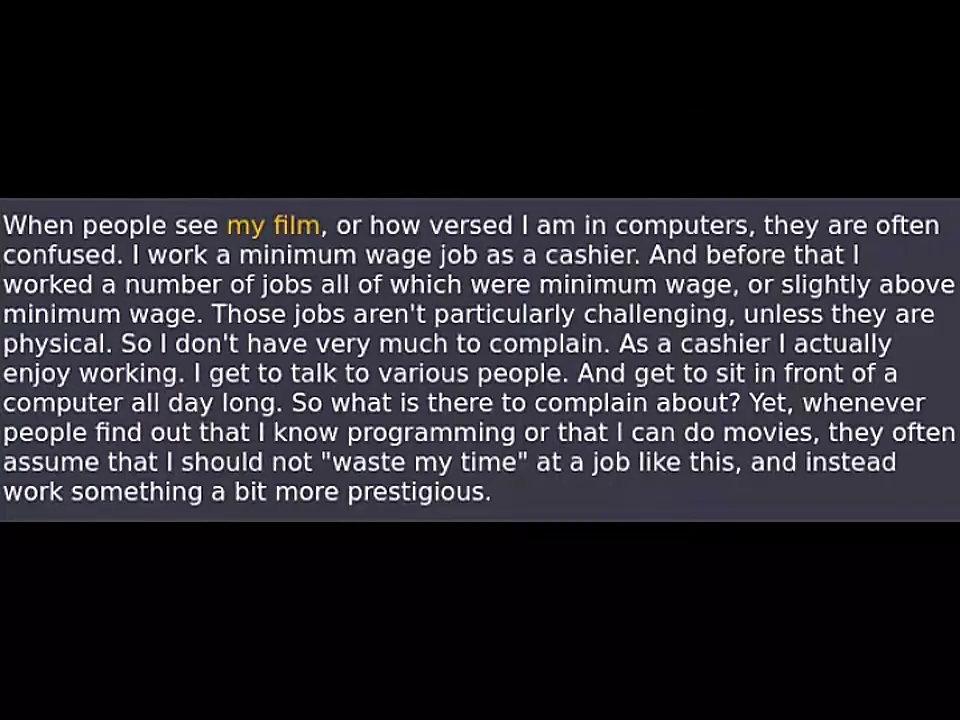 When people see my film, or how versed I am in computers, they are often
confused. I work a minimum wage job as a cashier. And before that I
worked a number of jobs all of which were minimum wage, or slightly above
minimum wage. Those jobs aren't particularly challenging, unless they are
physical. So I don't have very much to complain. As a cashier I actually
enjoy working. I get to talk to various people. And get to sit in front of a
computer all day long. So what is there to complain about? Yet, whenever
people find out that I know programming or that I can do movies, they often
assume that I should not "waste my time" at a job like this, and instead
work something a bit more prestigious.